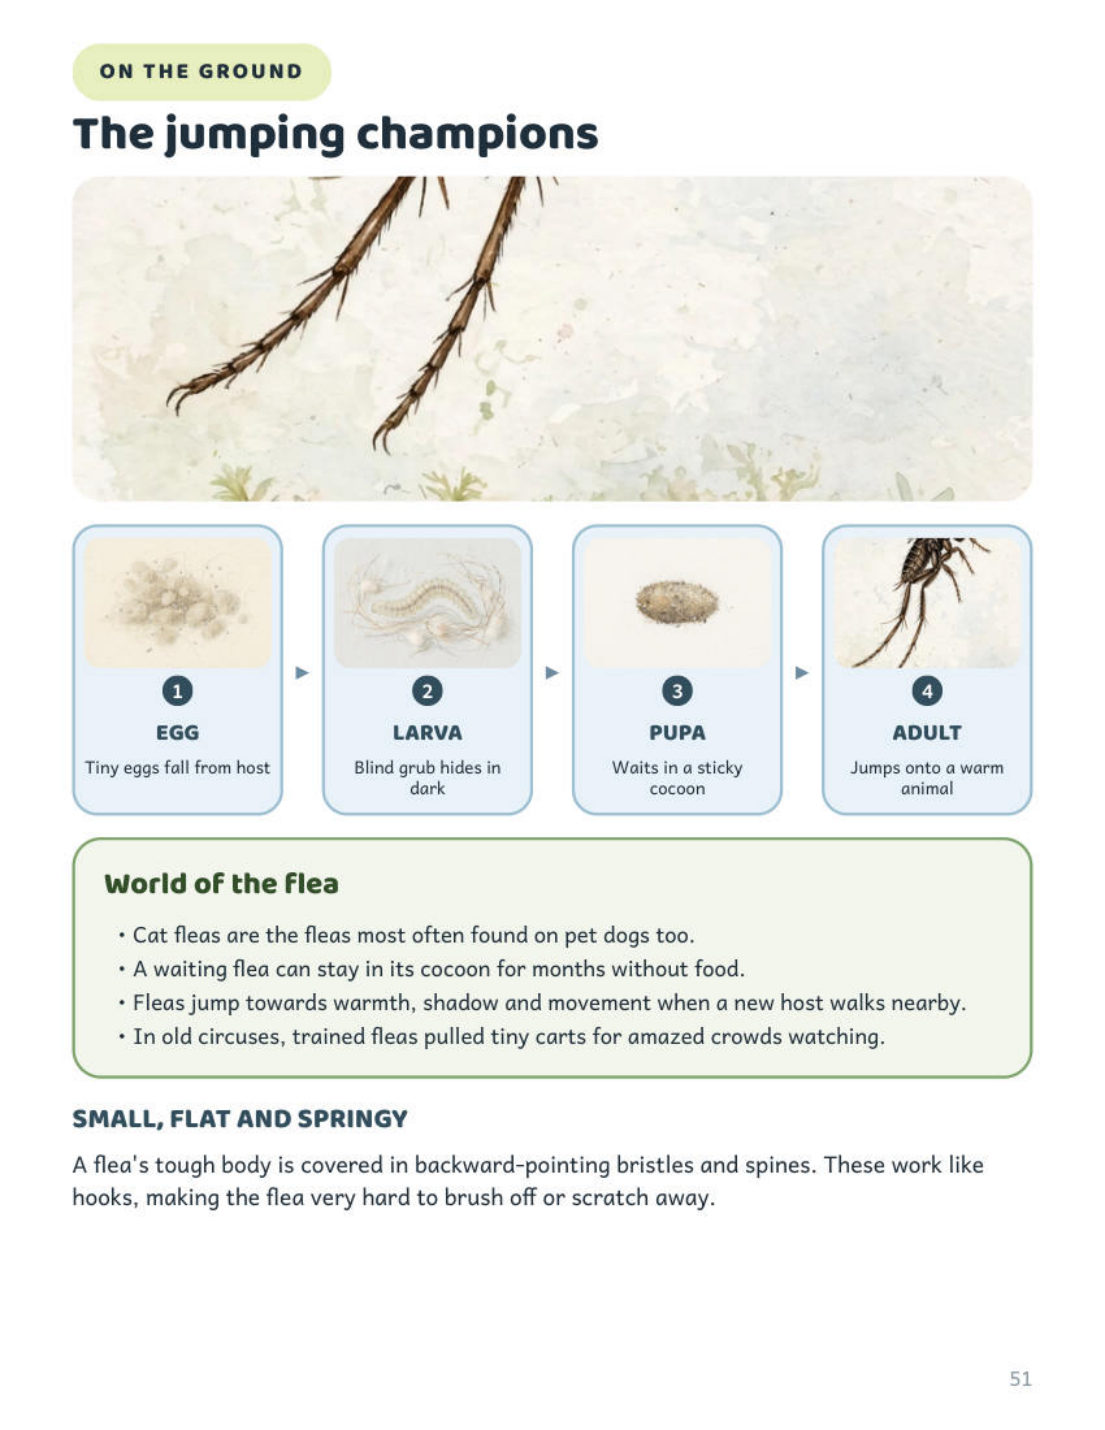 ON THE GROUND
The jumping champions
1
EGG
Tiny eggs fall from host
2
LARVA
Blind grub hides in
dark
3
PUPA
Waits in a sticky
cocoon
4
ADULT
Jumps onto a warm
animal
World of the flea
• Cat fleas are the fleas most often found on pet dogs too.
• A waiting flea can stay in its cocoon for months without food.
• Fleas jump towards warmth, shadow and movement when a new host walks nearby.
• In old circuses, trained fleas pulled tiny carts for amazed crowds watching.
SMALL, FLAT AND SPRINGY
A flea's tough body is covered in backward-pointing bristles and spines. These work like
hooks, making the flea very hard to brush off or scratch away.
51